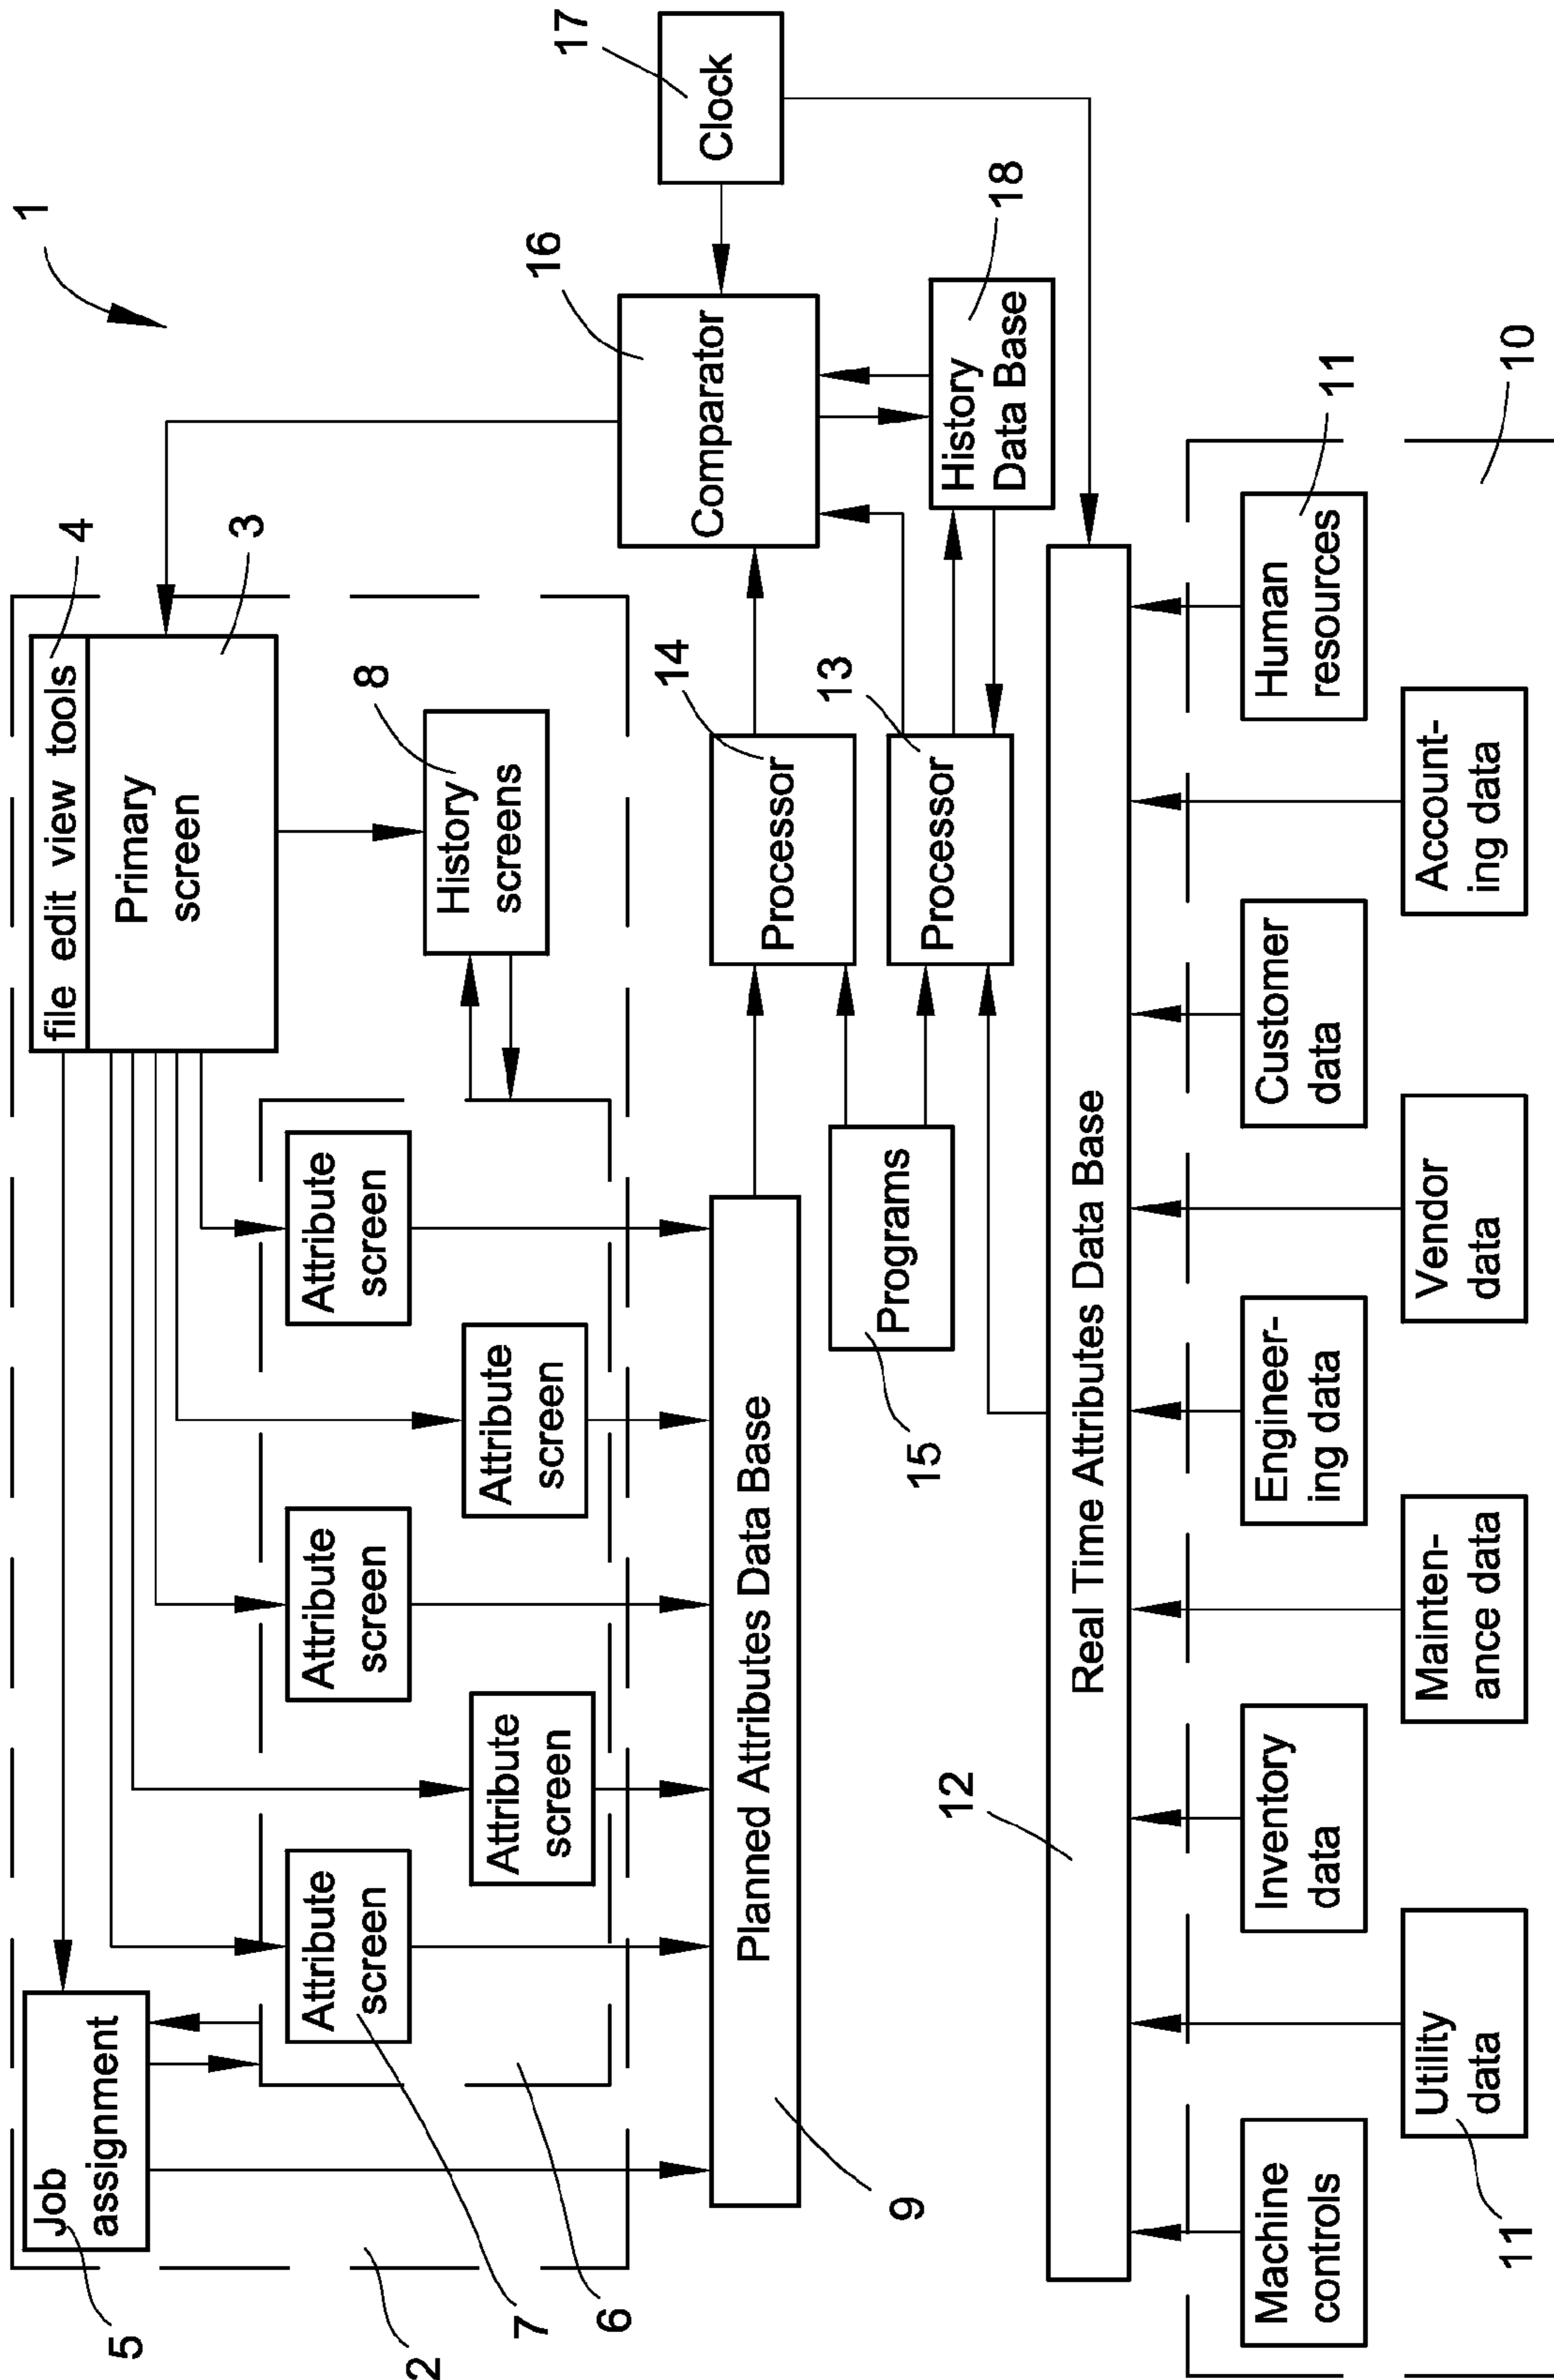 1
file edit view tools
4
Primary
screen
3
Job
assignment
5
History
screens
8
Attribute
screen
Attribute
screen
Attribute
screen
Attribute
screen
Attribute
screen
7
6
2
Planned Attributes Data Base
9
Processor
14
Processor
13
Programs
15
Comparator
16
Clock
17
History
Data Base
18
Real Time Attributes Data Base
12
Machine
controls
Utility
data
11
Inventory
data
Mainten-
ance data
Engineer-
ing data
Vendor
data
Customer
data
Account-
ing data
Human
resources
11
10